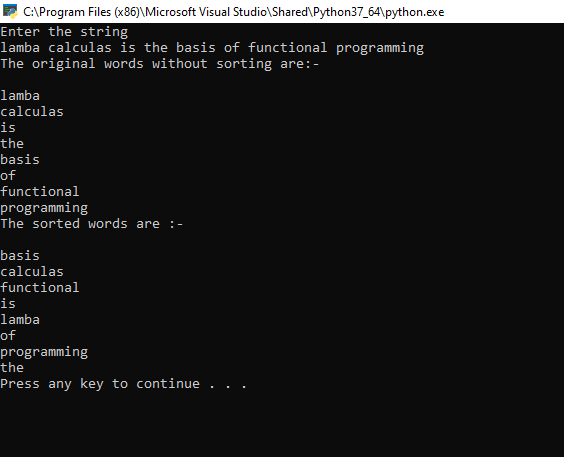 C:\Program Files (x86)\Microsoft Visual Studio\Shared\Python37_64\python.exe
Enter the string
lamba calculas is the basis of functional programming
The original words without sorting are:-
lamba
calculas
is
the
basis
of
functional
programming
The sorted words are :-
basis
calculas
functional
is
lamba
of
programming
the
Press any key to continue . . .